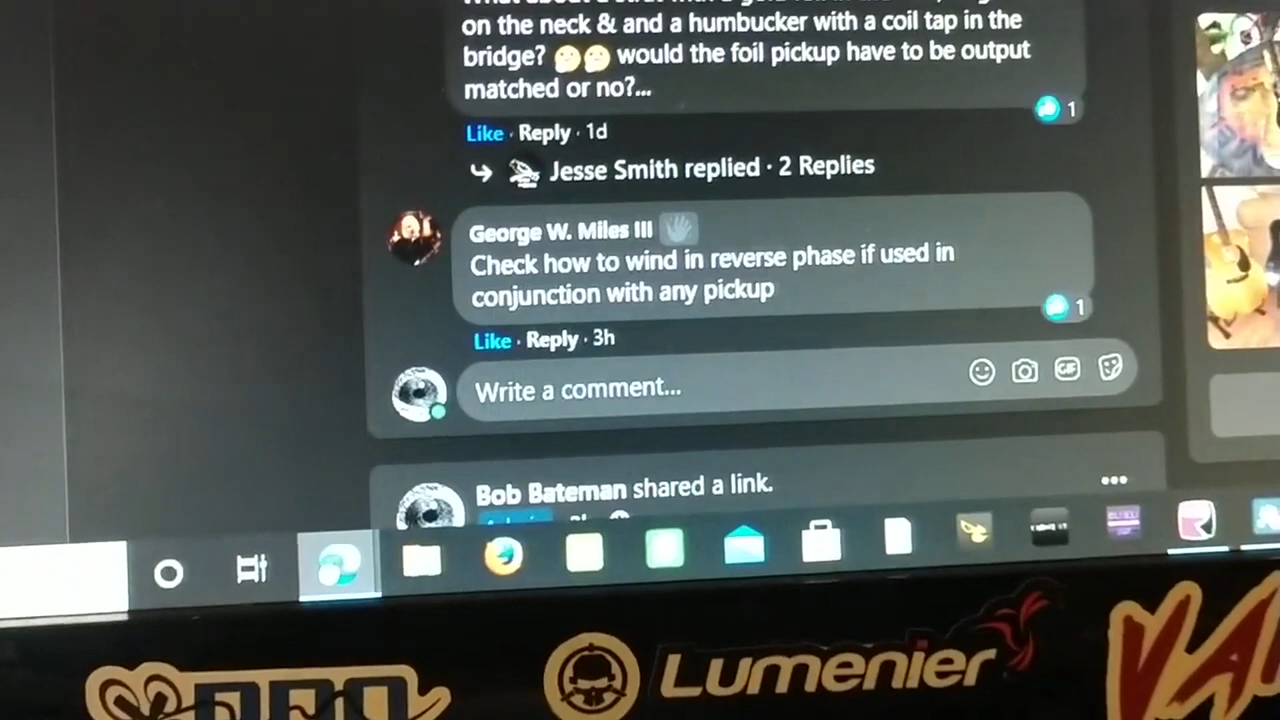 on the neck & and a humbucker with a coil tap in the
bridge? 🤔🤔 would the foil pickup have to be output
matched or no?...
1
Like · Reply · 1d
Jesse Smith replied · 2 Replies
George W. Miles III
Check how to wind in reverse phase if used in
conjunction with any pickup
1
Like · Reply · 3h
Write a comment...
GIF
Bob Bateman shared a link.
Lumenier